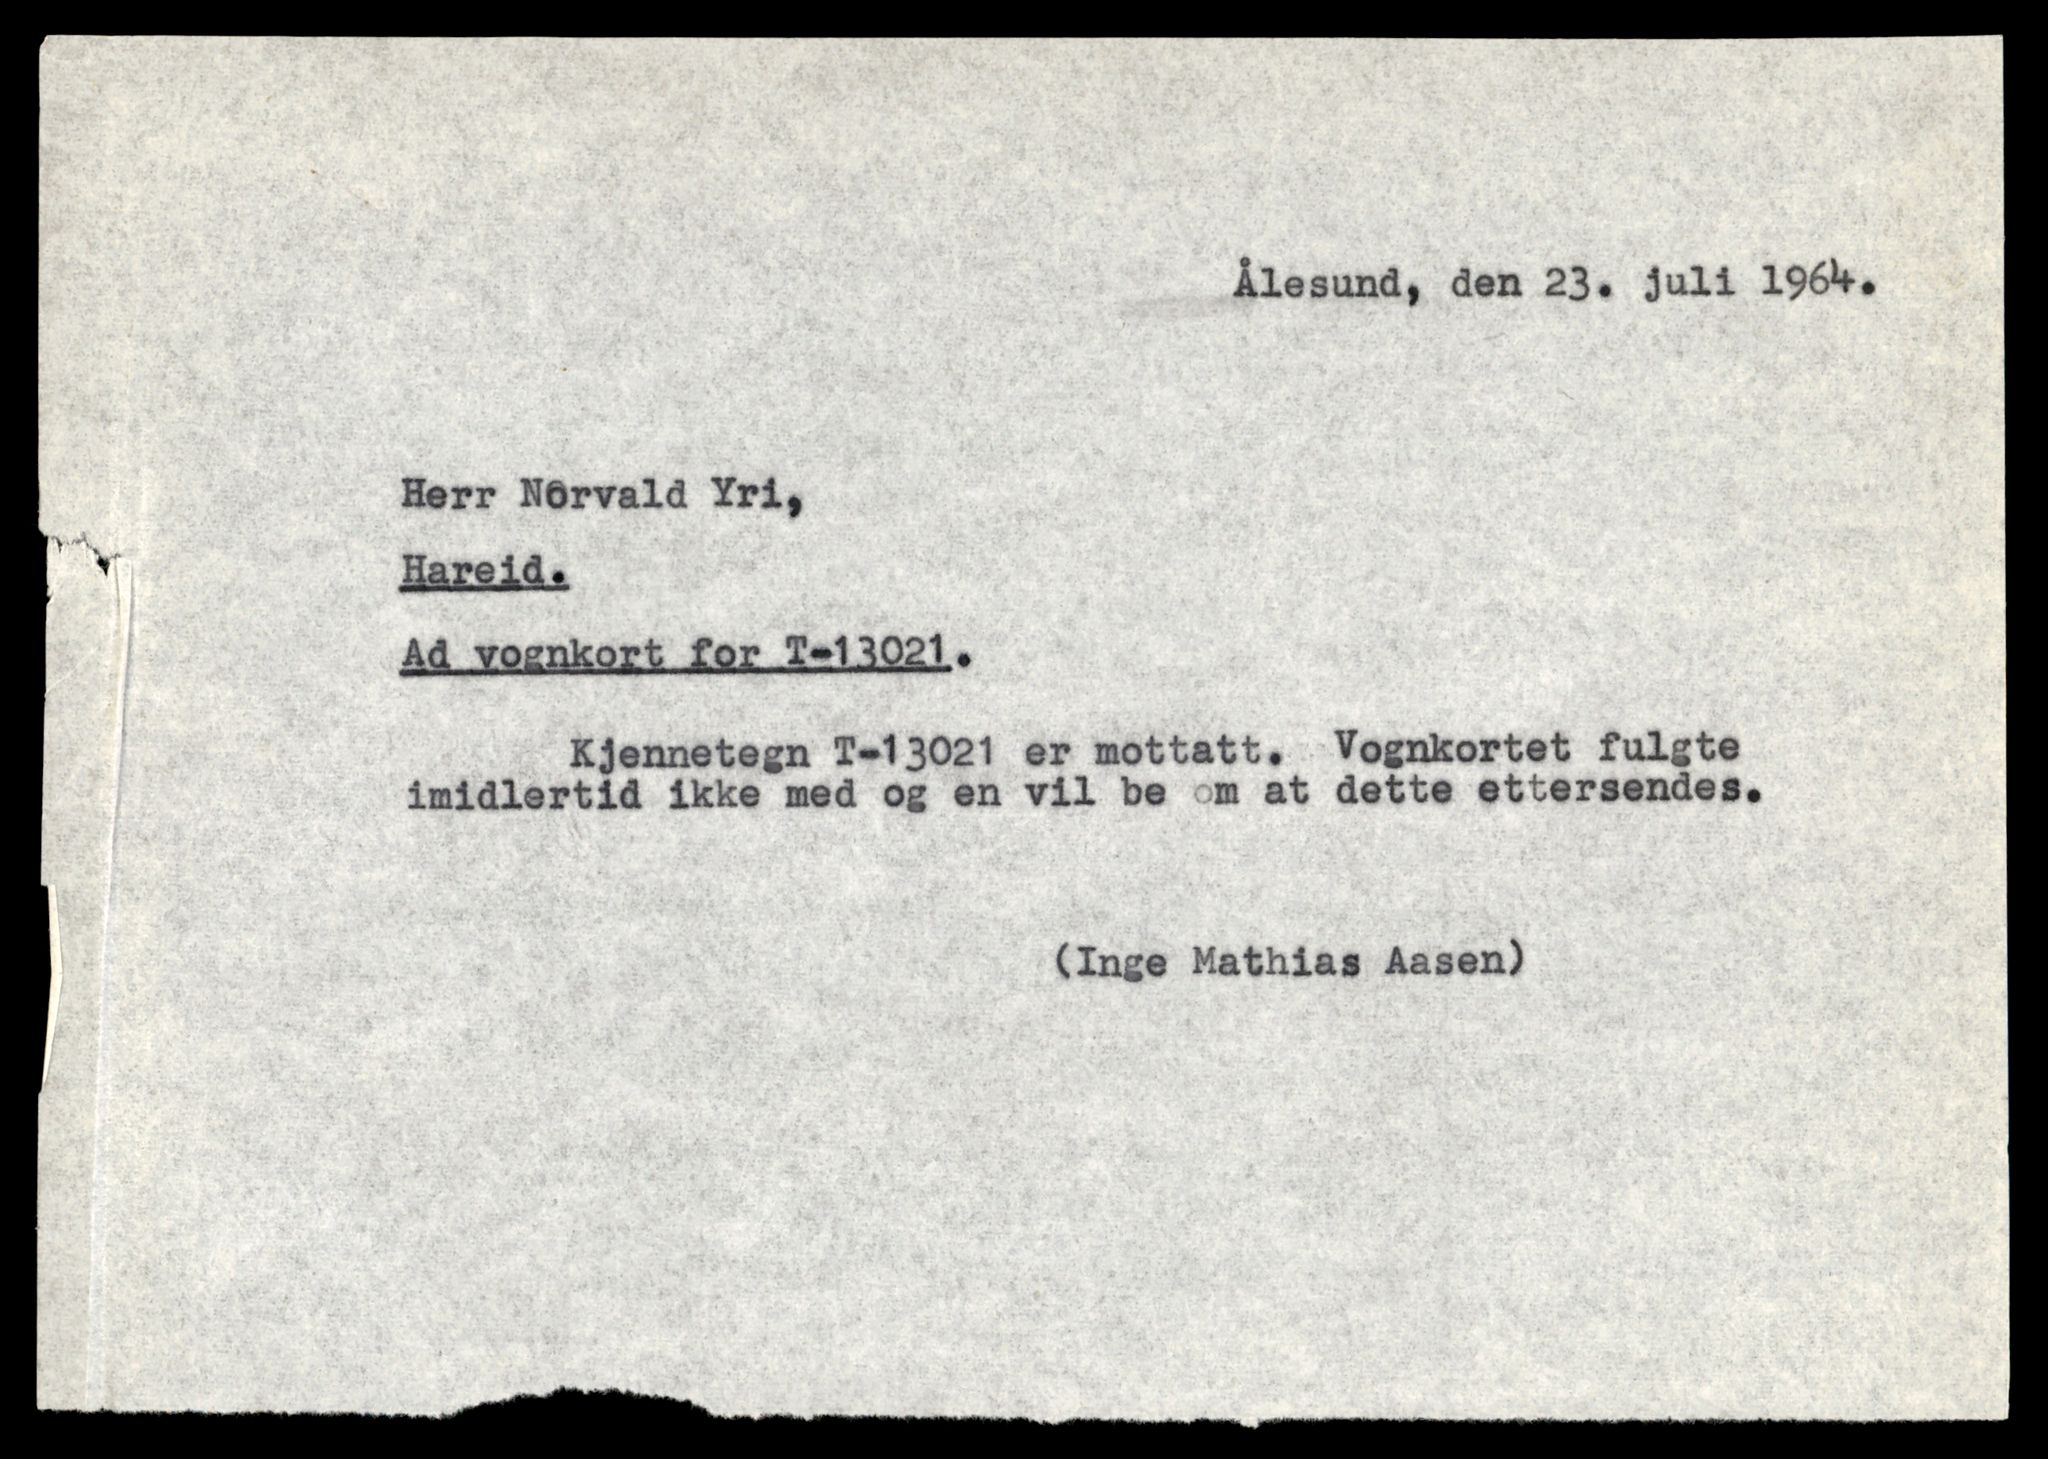 Ålesund, den 23. juli 1964.
Herr Norvald Yri,
Hareid.
Ad vognkort for T-13021.
Kjennetegn T-13021 er mottatt. Vognkortet fulgte
imidlertid ikke med og en vil be om at dette ettersendes.
(Inge Mathias Aasen)